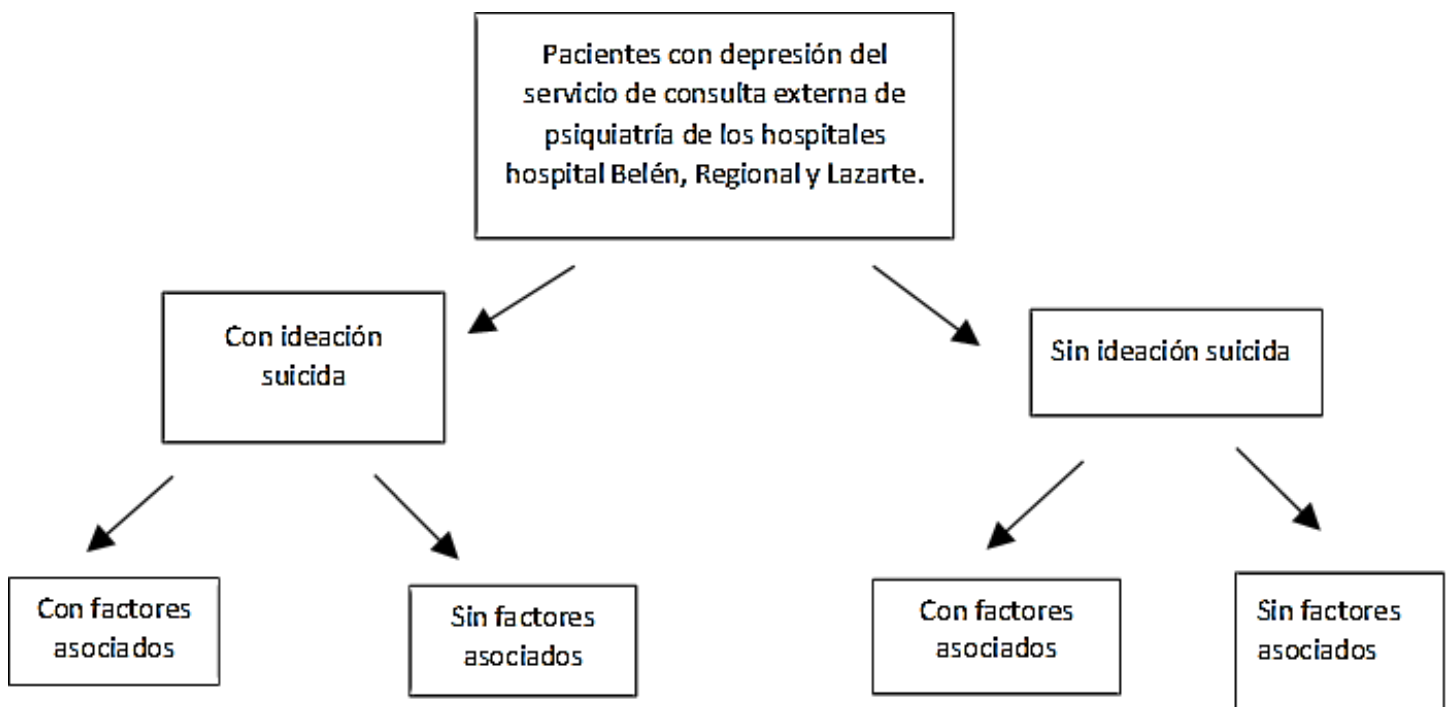 Pacientes con depresión del
servicio de consulta externa de
psiquiatría de los hospitales
hospital Belén, Regional y Lazarte.
Con ideación
suicida
Sin ideación suicida
Con factores
asociados
Sin factores
asociados
Con factores
asociados
Sin factores
asociados